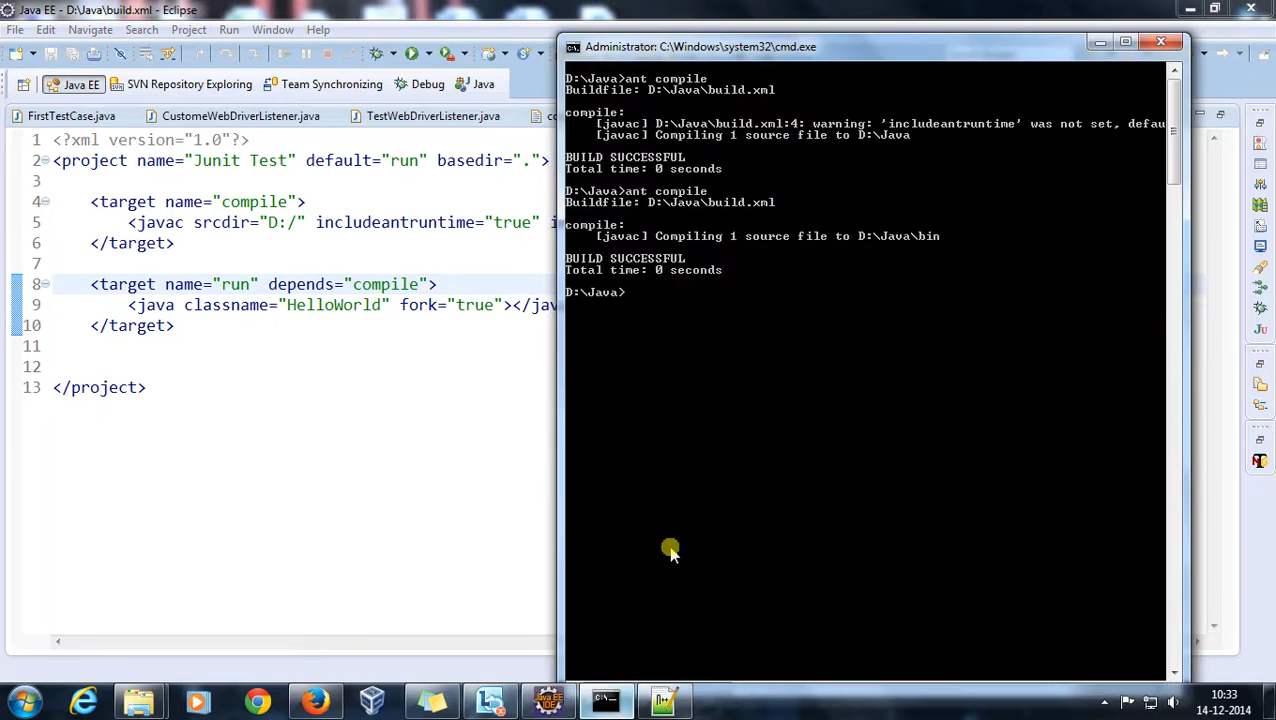 Java EE - D:\Java\build.xml - Eclipse
File Edit Navigate Search Project Run Window Help
Java EE SVN Repository Exploring Team Synchronizing Debug Java
FirstTestCase.java CustomeWebDriverListener.java TestWebDriverListener.java co
1 <?xml version="1.0"?>
2 <project name="Junit Test" default="run" basedir=".">
3
4 <target name="compile">
5 <javac srcdir="D:/" includeantruntime="true" i
6 </target>
7
8 <target name="run" depends="compile">
9 <java classname="HelloWorld" fork="true"></jav
10 </target>
11
12
13 </project>
Administrator: C:\Windows\system32\cmd.exe
D:\Java>ant compile
Buildfile: D:\Java\build.xml
compile:
[javac] D:\Java\build.xml:4: warning: 'includeantruntime' was not set, defau
[javac] Compiling 1 source file to D:\Java
BUILD SUCCESSFUL
Total time: 0 seconds
D:\Java>ant compile
Buildfile: D:\Java\build.xml
compile:
[javac] Compiling 1 source file to D:\Java\bin
BUILD SUCCESSFUL
Total time: 0 seconds
D:\Java>
Ju
Java EE
IDE
10:33
14-12-2014